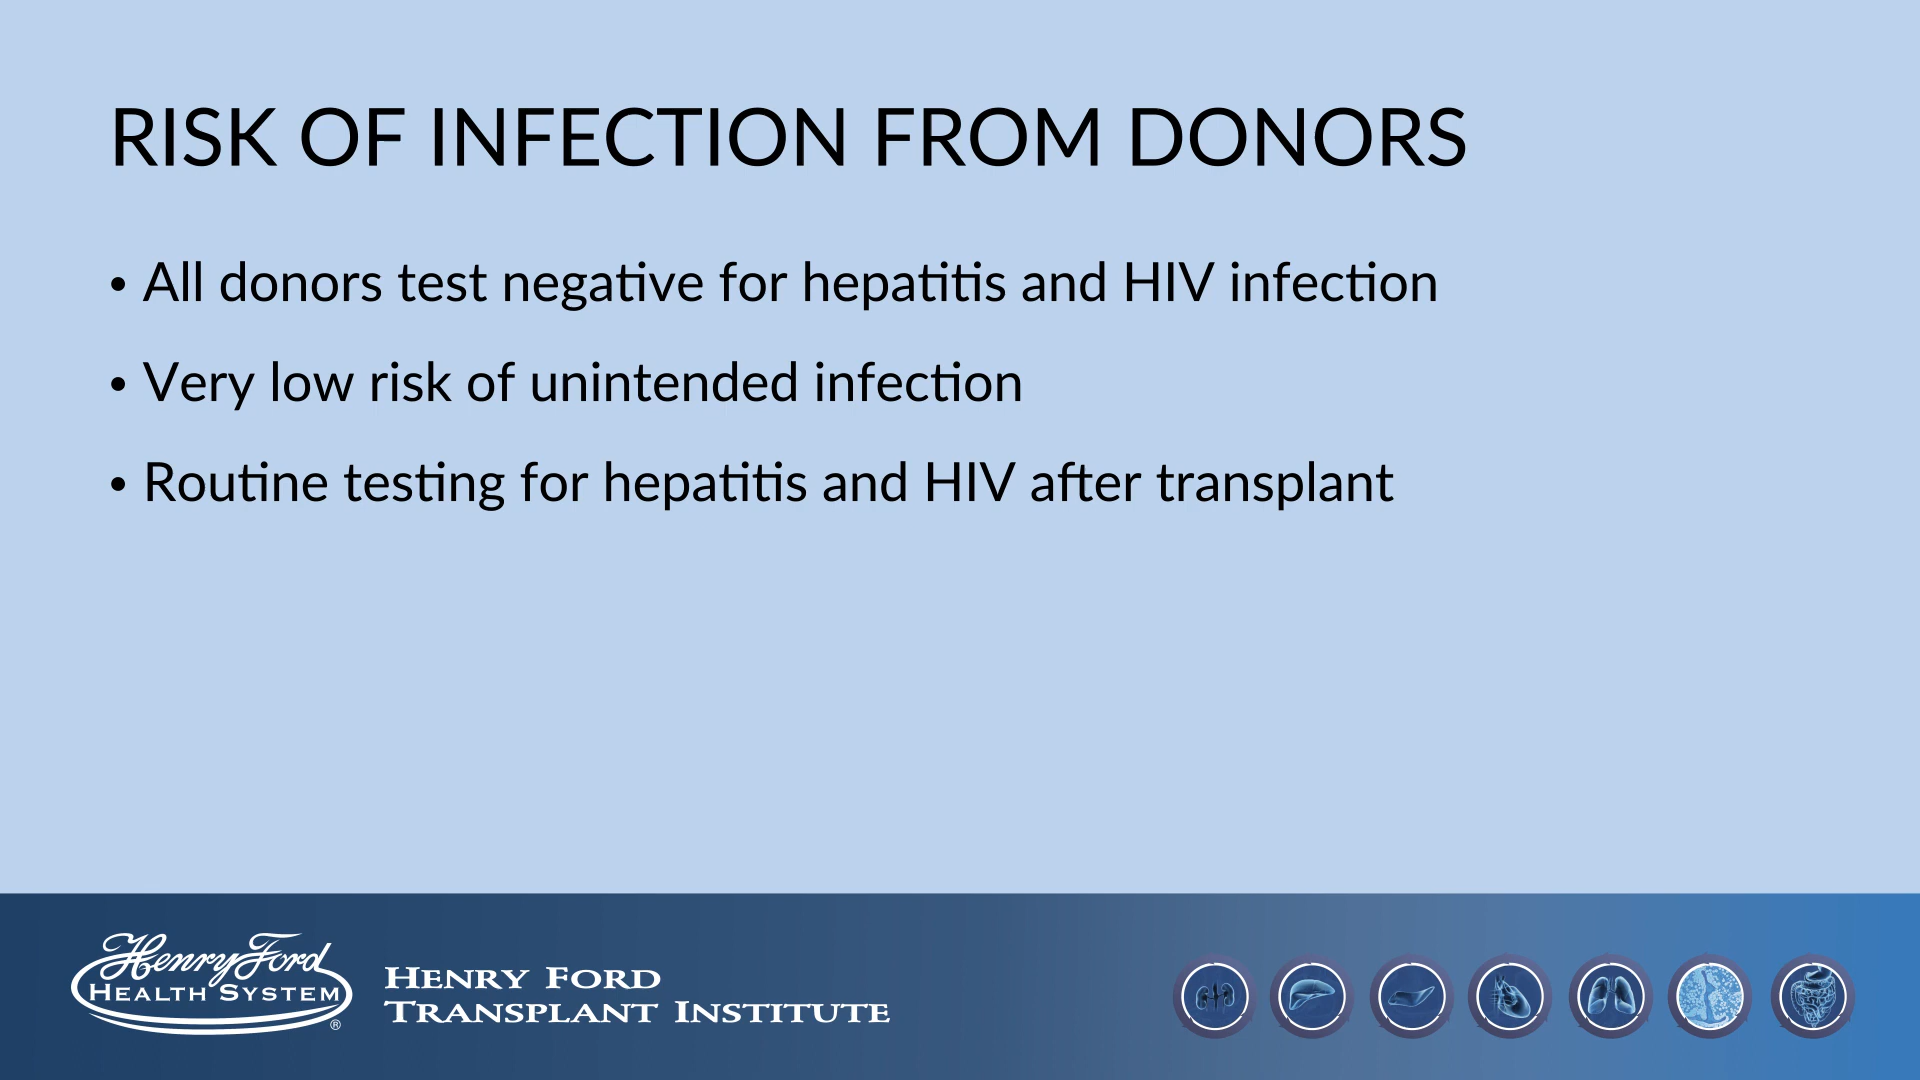 RISK OF INFECTION FROM DONORS
• All donors test negative for hepatitis and HIV infection
• Very low risk of unintended infection
• Routine testing for hepatitis and HIV after transplant
Henry Ford
HEALTH SYSTEM
®
HENRY FORD
TRANSPLANT INSTITUTE